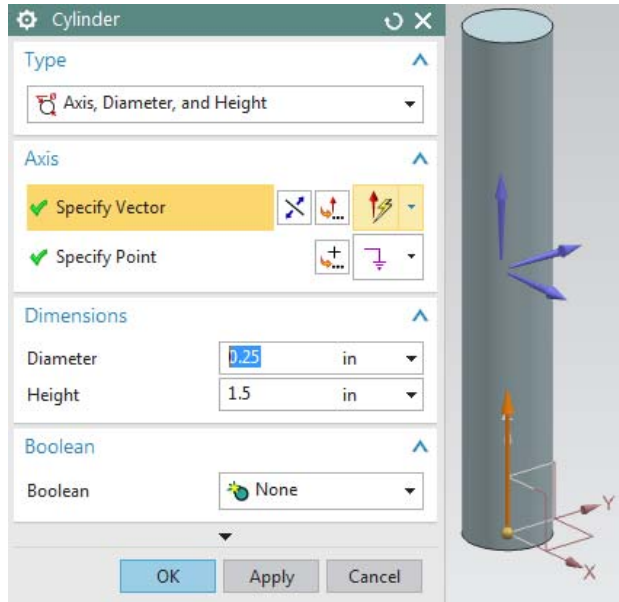 Cylinder
Type
Axis, Diameter, and Height
Axis
Specify Vector
Specify Point
Dimensions
Diameter 0.25 in
Height 1.5 in
Boolean
Boolean None
OK Apply Cancel
Y
X